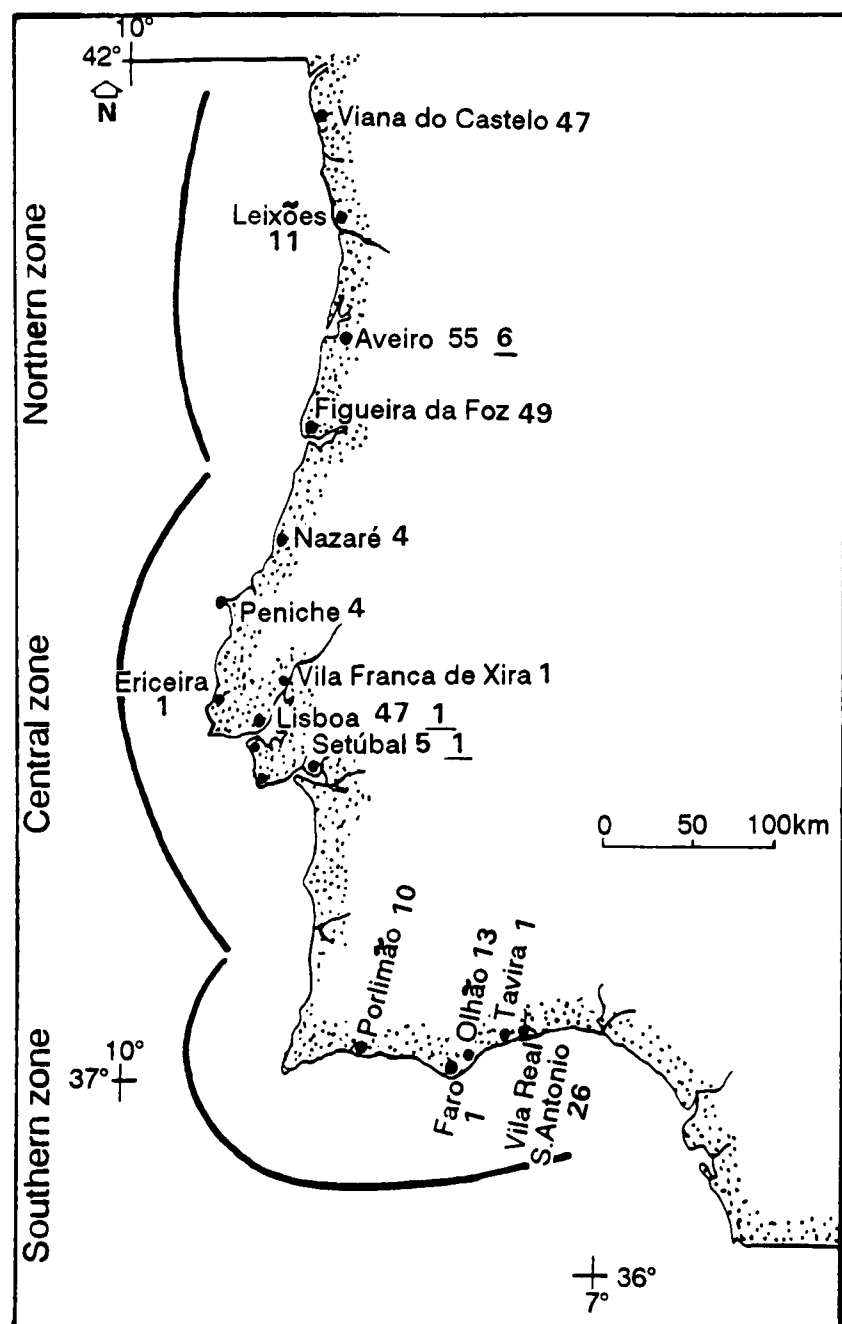 10°
42°
N
Viana do Castelo 47
Leixões
11
Aveiro 55 6
Figueira da Foz 49
Nazaré 4
Peniche 4
Ericeira
1
Vila Franca de Xira 1
Lisboa 47 1
Setúbal 5 1
0 50 100km
Porlimão 10
Olhão 13
Tavira 1
Faro
1
Vila Real
S.Antonio
26
10°
37°
36°
7°
Northern zone
Central zone
Southern zone